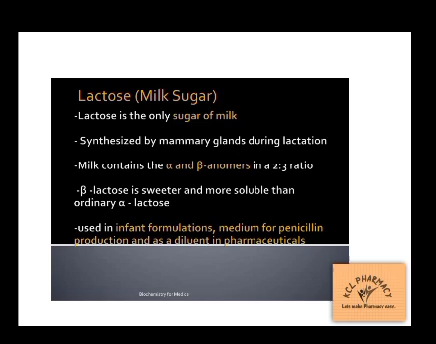 Lactose (Milk Sugar)
-Lactose is the only sugar of milk
- Synthesized by mammary glands during lactation
-Milk contains the α and β-anomers in a 2:3 ratio
-β -lactose is sweeter and more soluble than
ordinary α - lactose
-used in infant formulations, medium for penicillin
production and as a diluent in pharmaceuticals
Biochemistry for Medics
KCL PHARMACY
Lets make Pharmacy easy.